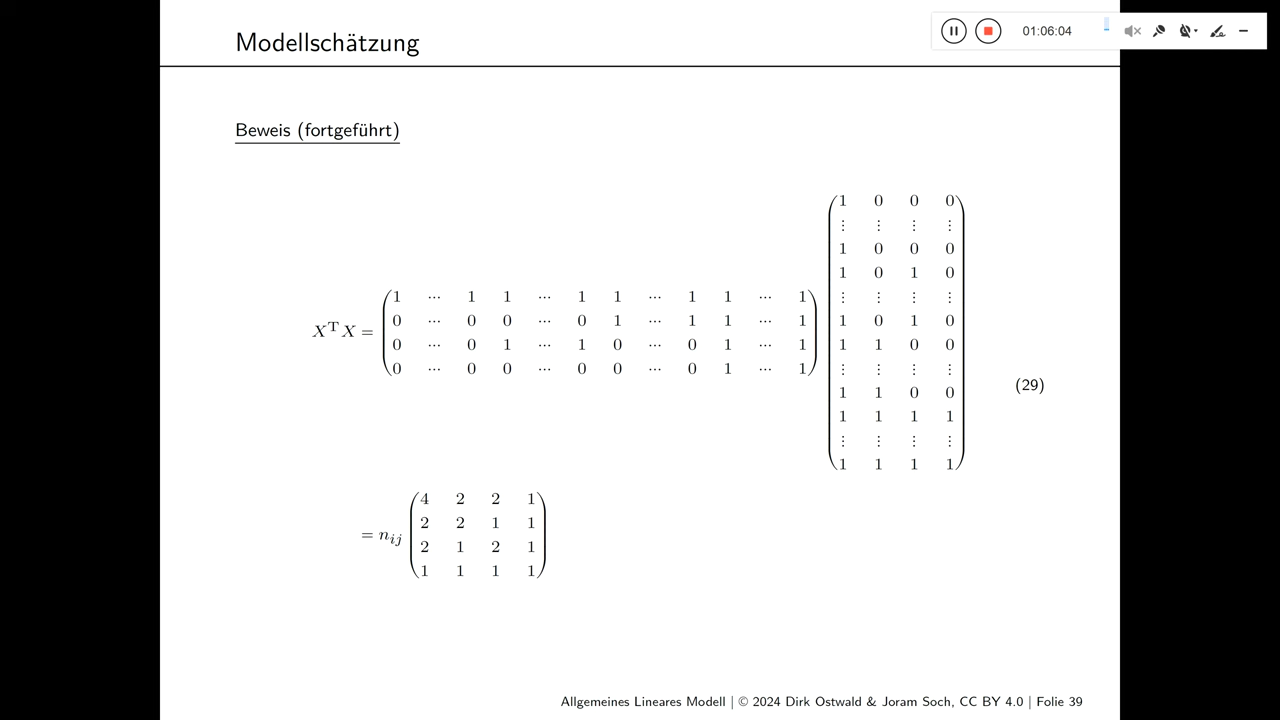 Modellschätzung
01:06:04
Beweis (fortgeführt)
1 0 0 0
⋮ ⋮ ⋮ ⋮
1 0 0 0
1 0 1 0
1 ⋯ 1 1 ⋯ 1 1 ⋯ 1 1 ⋯ 1 ⋮ ⋮ ⋮ ⋮
0 ⋯ 0 0 ⋯ 0 1 ⋯ 1 1 ⋯ 1 1 0 1 0
XᵀX =
0 ⋯ 0 1 ⋯ 1 0 ⋯ 0 1 ⋯ 1 1 1 0 0
0 ⋯ 0 0 ⋯ 0 0 ⋯ 0 1 ⋯ 1 ⋮ ⋮ ⋮ ⋮
(29)
1 1 0 0
1 1 1 1
⋮ ⋮ ⋮ ⋮
1 1 1 1
4 2 2 1
2 2 1 1
= nᵢⱼ
2 1 2 1
1 1 1 1
Allgemeines Lineares Modell | © 2024 Dirk Ostwald & Joram Soch, CC BY 4.0 | Folie 39